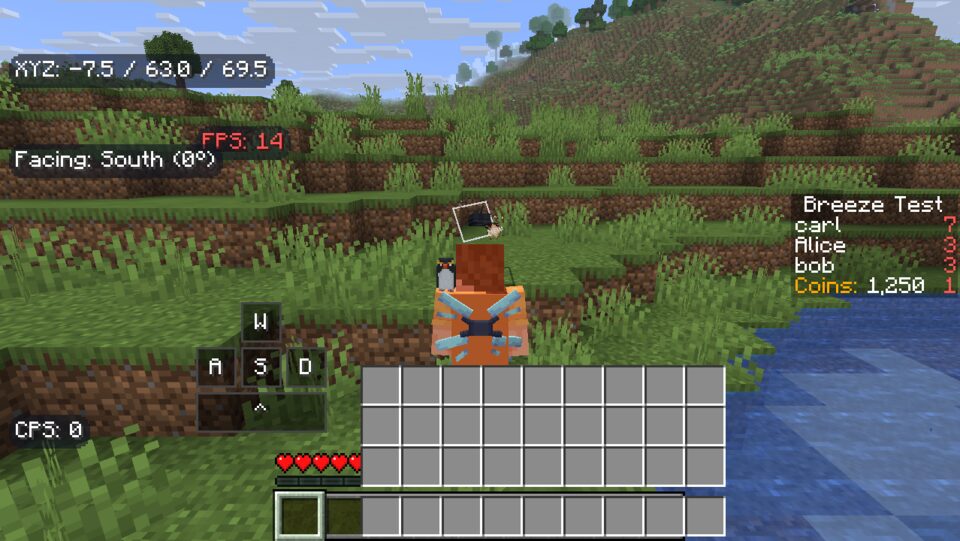 XYZ: -7.5 / 63.0 / 69.5
FPS: 14
Facing: South (0°)
Breeze Test
carl 7
Alice 3
bob 3
Coins: 1,250 1
W
A S D
^
CPS: 0